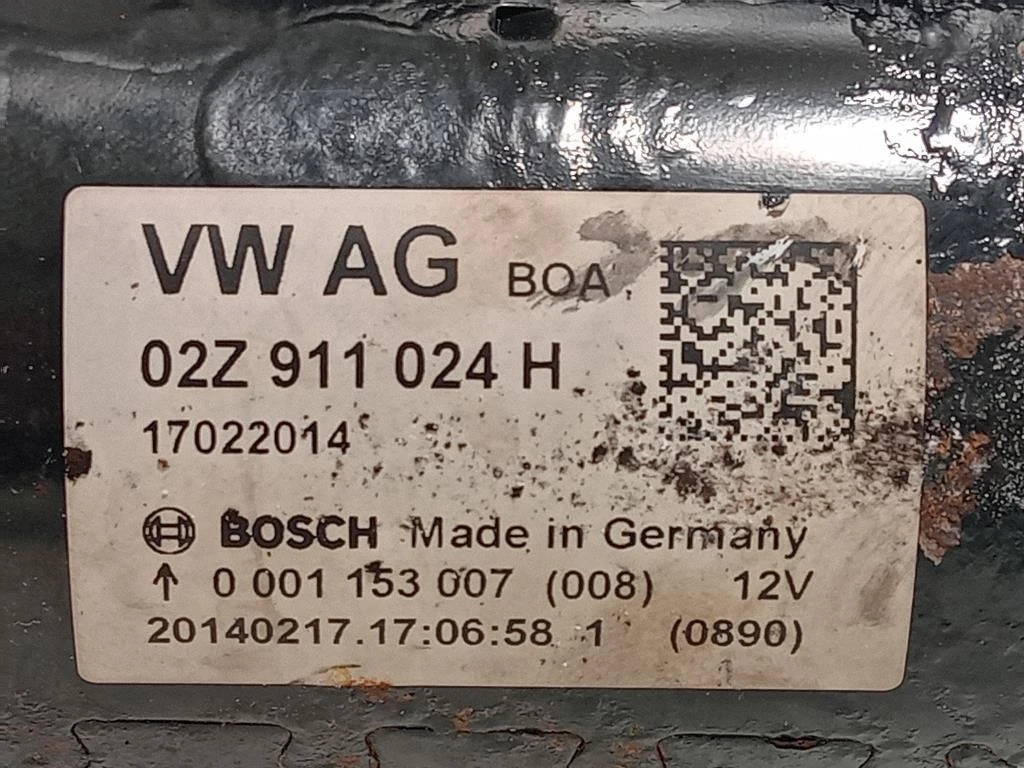 VW AG BOA
02Z 911 024 H
17022014
BOSCH Made in Germany
↑ 0 001 153 007 (008) 12V
20140217.17:06:58 1 (0890)